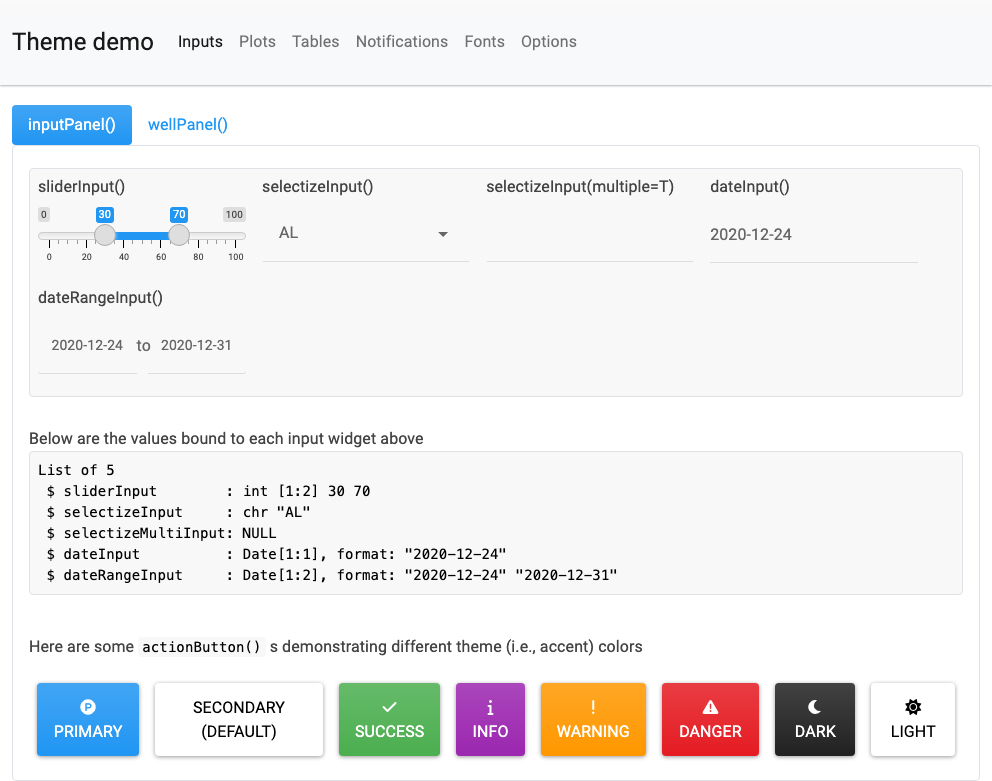 Theme demo Inputs Plots Tables Notifications Fonts Options
inputPanel() wellPanel()
sliderInput() selectizeInput() selectizeInput(multiple=T) dateInput()
0 30 70 100
AL 2020-12-24
0 20 40 60 80 100
dateRangeInput()
2020-12-24 to 2020-12-31
Below are the values bound to each input widget above
List of 5
 $ sliderInput        : int [1:2] 30 70
 $ selectizeInput     : chr "AL"
 $ selectizeMultiInput: NULL
 $ dateInput          : Date[1:1], format: "2020-12-24"
 $ dateRangeInput     : Date[1:2], format: "2020-12-24" "2020-12-31"
Here are some actionButton() s demonstrating different theme (i.e., accent) colors
PRIMARY
SECONDARY
(DEFAULT)
SUCCESS
INFO
WARNING
DANGER
DARK
LIGHT